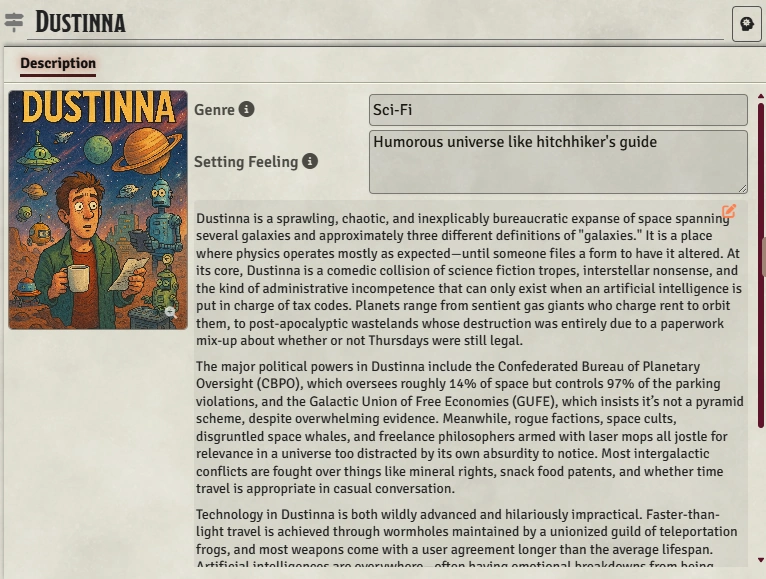 Dustinna
Description
DUSTINNA
Genre
Sci-Fi
Setting Feeling
Humorous universe like hitchhiker's guide
Dustinna is a sprawling, chaotic, and inexplicably bureaucratic expanse of space spanning
several galaxies and approximately three different definitions of "galaxies." It is a place
where physics operates mostly as expected—until someone files a form to have it altered. At
its core, Dustinna is a comedic collision of science fiction tropes, interstellar nonsense, and
the kind of administrative incompetence that can only exist when an artificial intelligence is
put in charge of tax codes. Planets range from sentient gas giants who charge rent to orbit
them, to post-apocalyptic wastelands whose destruction was entirely due to a paperwork
mix-up about whether or not Thursdays were still legal.
The major political powers in Dustinna include the Confederated Bureau of Planetary
Oversight (CBPO), which oversees roughly 14% of space but controls 97% of the parking
violations, and the Galactic Union of Free Economies (GUFE), which insists it’s not a pyramid
scheme, despite overwhelming evidence. Meanwhile, rogue factions, space cults,
disgruntled space whales, and freelance philosophers armed with laser mops all jostle for
relevance in a universe too distracted by its own absurdity to notice. Most intergalactic
conflicts are fought over things like mineral rights, snack food patents, and whether time
travel is appropriate in casual conversation.
Technology in Dustinna is both wildly advanced and hilariously impractical. Faster-than-
light travel is achieved through wormholes maintained by a unionized guild of teleportation
frogs, and most weapons come with a user agreement longer than the average lifespan.
Artificial intelligences are everywhere—often having emotional breakdowns from being